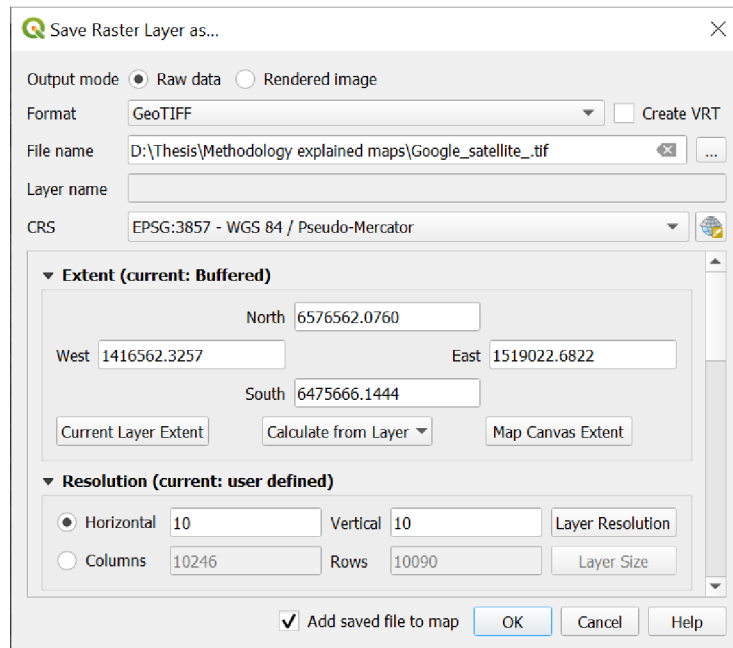 Save Raster Layer as...
Output mode Raw data Rendered image
Format GeoTIFF Create VRT
File name D:\Thesis\Methodology explained maps\Google_satellite_.tif ...
Layer name
CRS EPSG:3857 - WGS 84 / Pseudo-Mercator
Extent (current: Buffered)
North 6576562.0760
West 1416562.3257 East 1519022.6822
South 6475666.1444
Current Layer Extent Calculate from Layer Map Canvas Extent
Resolution (current: user defined)
Horizontal 10 Vertical 10 Layer Resolution
Columns 10246 Rows 10090 Layer Size
Add saved file to map OK Cancel Help